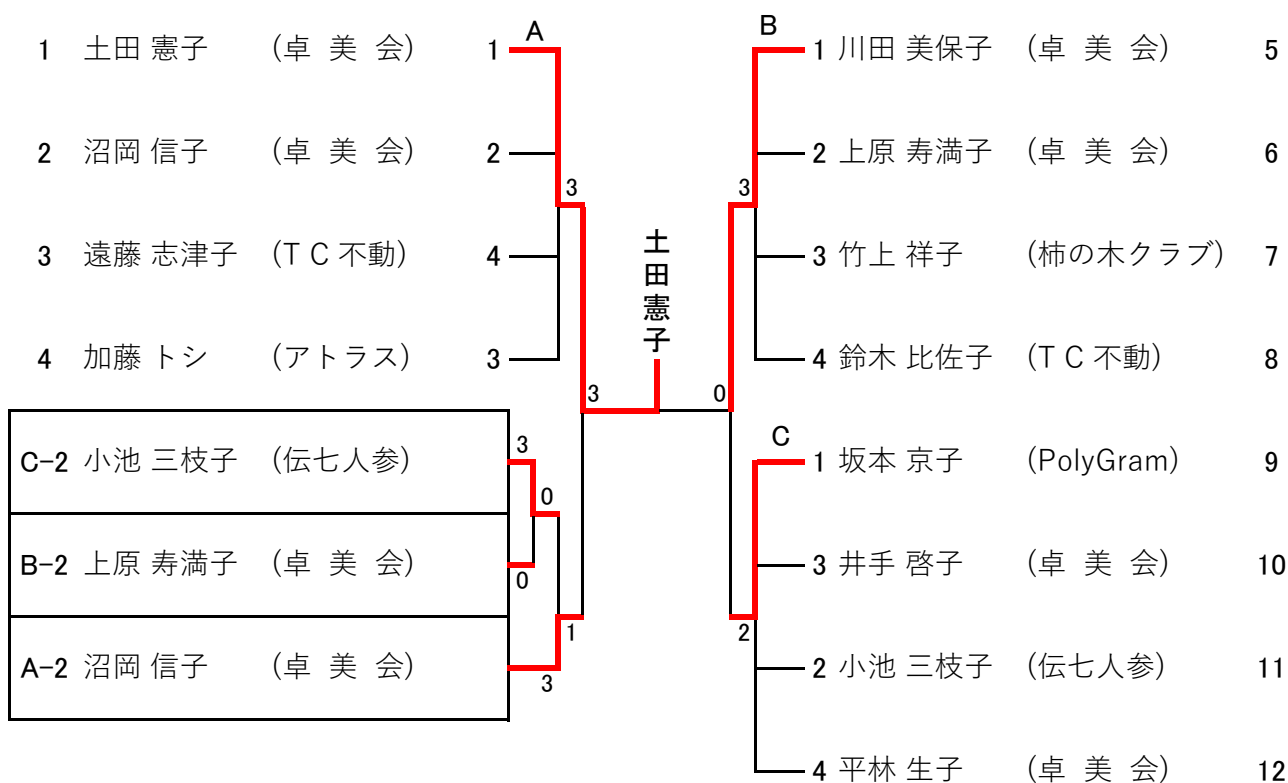 A
1 土田 憲子 (卓 美 会) 1
2 沼岡 信子 (卓 美 会) 2
3
3 遠藤 志津子 (T C 不動) 4
4 加藤 トシ (アトラス) 3
3
C-2 小池 三枝子 (伝七人参) 3
0
B-2 上原 寿満子 (卓 美 会) 0
1
A-2 沼岡 信子 (卓 美 会) 3
土田憲子
B
1 川田 美保子 (卓 美 会) 5
2 上原 寿満子 (卓 美 会) 6
3
3 竹上 祥子 (柿の木クラブ) 7
4 鈴木 比佐子 (T C 不動) 8
0
C
1 坂本 京子 (PolyGram) 9
3 井手 啓子 (卓 美 会) 10
2
2 小池 三枝子 (伝七人参) 11
4 平林 生子 (卓 美 会) 12